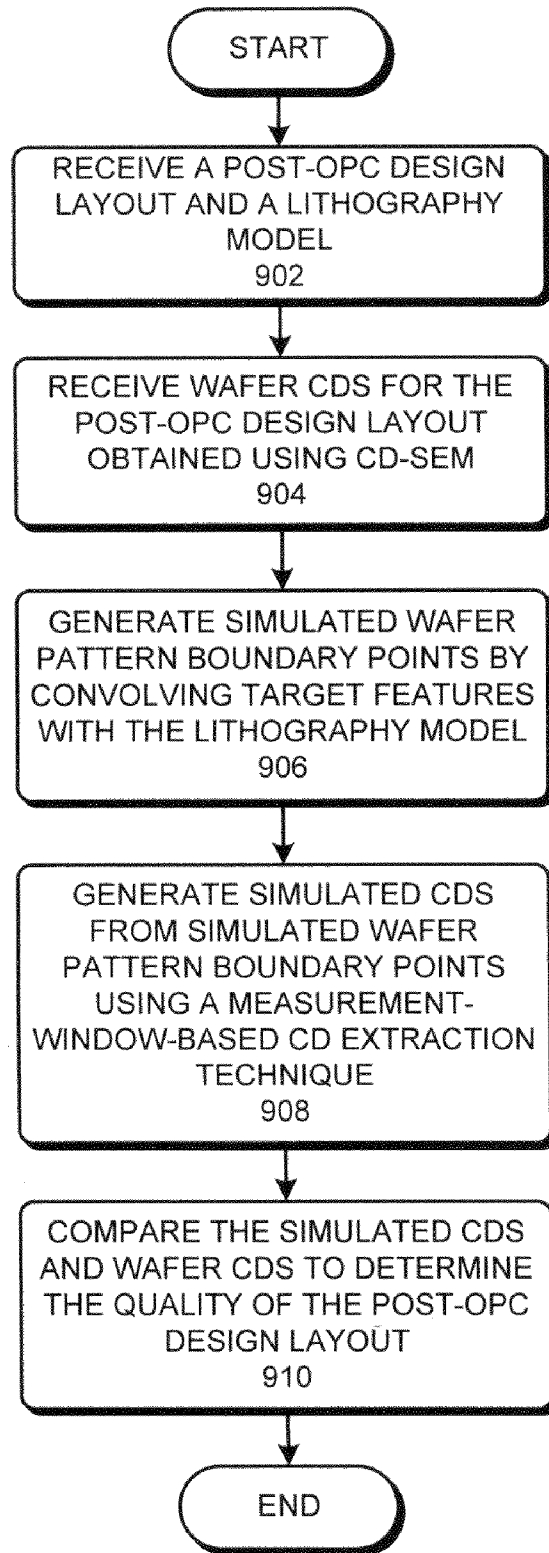 START
RECEIVE A POST-OPC DESIGN
LAYOUT AND A LITHOGRAPHY
MODEL
902
RECEIVE WAFER CDS FOR THE
POST-OPC DESIGN LAYOUT
OBTAINED USING CD-SEM
904
GENERATE SIMULATED WAFER
PATTERN BOUNDARY POINTS BY
CONVOLVING TARGET FEATURES
WITH THE LITHOGRAPHY MODEL
906
GENERATE SIMULATED CDS
FROM SIMULATED WAFER
PATTERN BOUNDARY POINTS
USING A MEASUREMENT-
WINDOW-BASED CD EXTRACTION
TECHNIQUE
908
COMPARE THE SIMULATED CDS
AND WAFER CDS TO DETERMINE
THE QUALITY OF THE POST-OPC
DESIGN LAYOUT
910
END